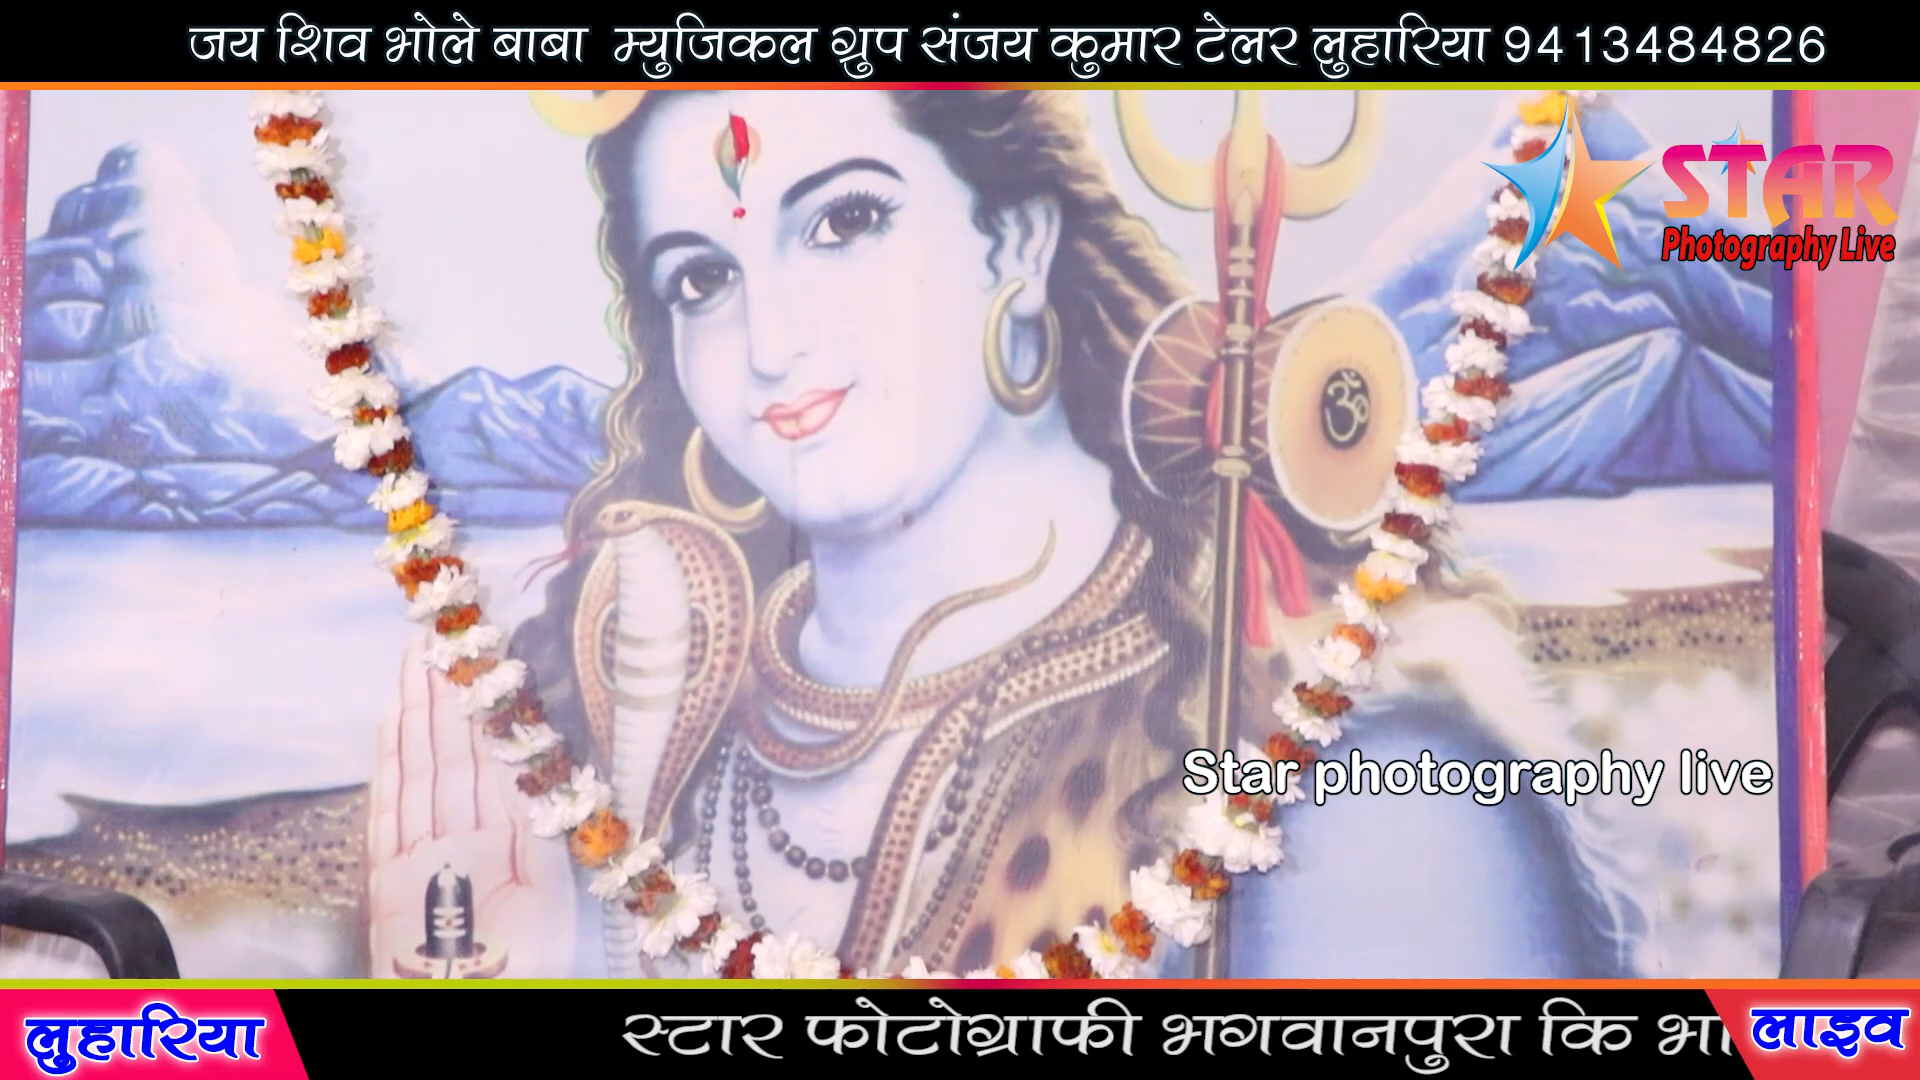 जय शिव भोले बाबा म्युजिकल ग्रुप संजय कुमार टेलर लुहारिया 9413484826
STAR
Photography Live
ॐ
Star photography live
लुहारिया
स्टार फोटोग्राफी भगवानपुरा कि भा
लाइव